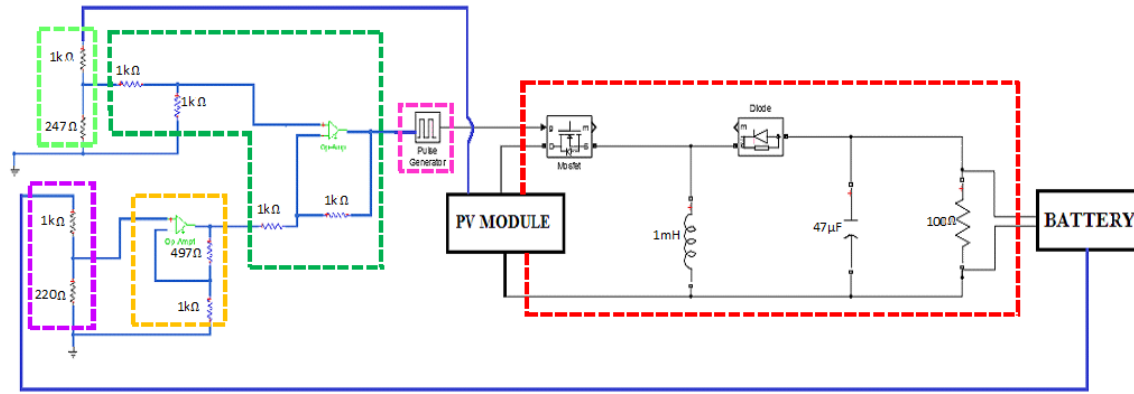 1kΩ
1kΩ
1kΩ
247Ω
Op-Amp
Pulse
Generator
g
m
D
S
Mosfet
Diode
m
1kΩ
220Ω
Op-Amp1
497Ω
1kΩ
1kΩ
1kΩ
PV MODULE
1mH
47µF
100Ω
BATTERY